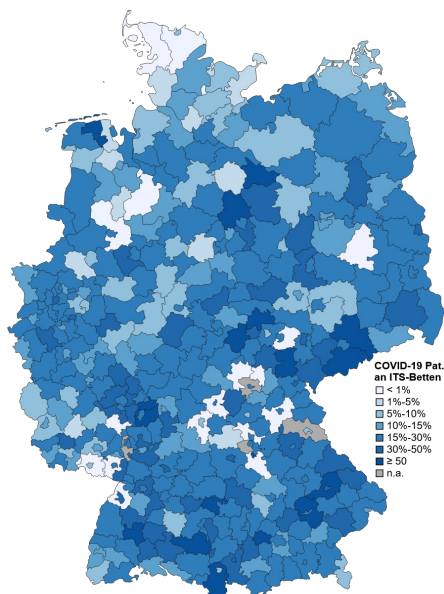 COVID-19 Pat.
an ITS-Betten
< 1%
1%-5%
5%-10%
10%-15%
15%-30%
30%-50%
≥ 50
n.a.